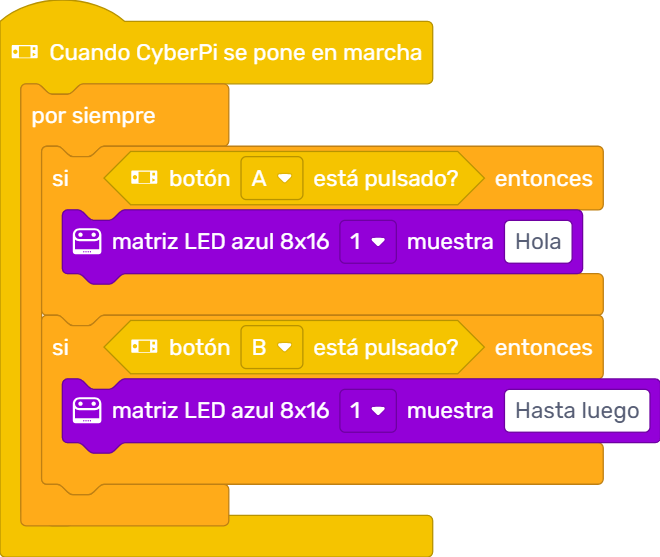 Cuando CyberPi se pone en marcha
por siempre
si botón A está pulsado? entonces
matriz LED azul 8x16 1 muestra Hola
si botón B está pulsado? entonces
matriz LED azul 8x16 1 muestra Hasta luego